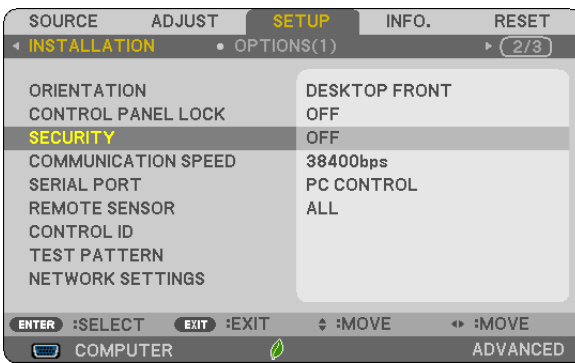 SOURCE ADJUST SETUP INFO. RESET
INSTALLATION • OPTIONS(1) 2/3
ORIENTATION DESKTOP FRONT
CONTROL PANEL LOCK OFF
SECURITY OFF
COMMUNICATION SPEED 38400bps
SERIAL PORT PC CONTROL
REMOTE SENSOR ALL
CONTROL ID
TEST PATTERN
NETWORK SETTINGS
ENTER :SELECT EXIT :EXIT :MOVE :MOVE
COMPUTER ADVANCED